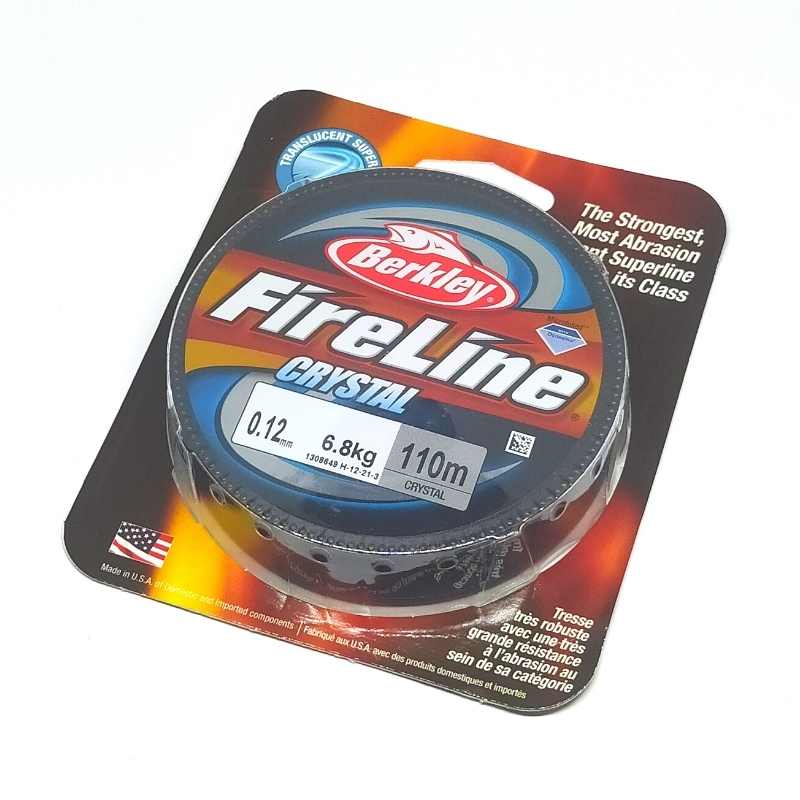 TRANSLUCENT SUPER
The Strongest,
Most Abrasion
Superline
its Class
Berkley®
FireLine®
CRYSTAL
0.12mm
6.8kg
1308649 H-12-21-3
110m
CRYSTAL
Made in U.S.A. of Domestic and Imported components
Fabriqué aux U.S.A. avec des produits domestiques et importés
Tresse
très robuste
avec une très
grande résistance
à l'abrasion au
sein de sa catégorie